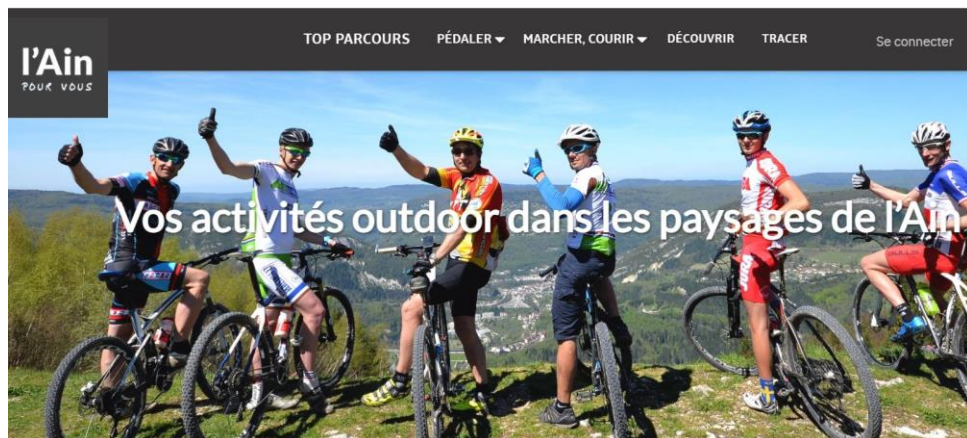 l'Ain
POUR VOUS
TOP PARCOURS PÉDALER MARCHER, COURIR DÉCOUVRIR TRACER Se connecter
Vos activités outdoor dans les paysages de l'Ain
JURA